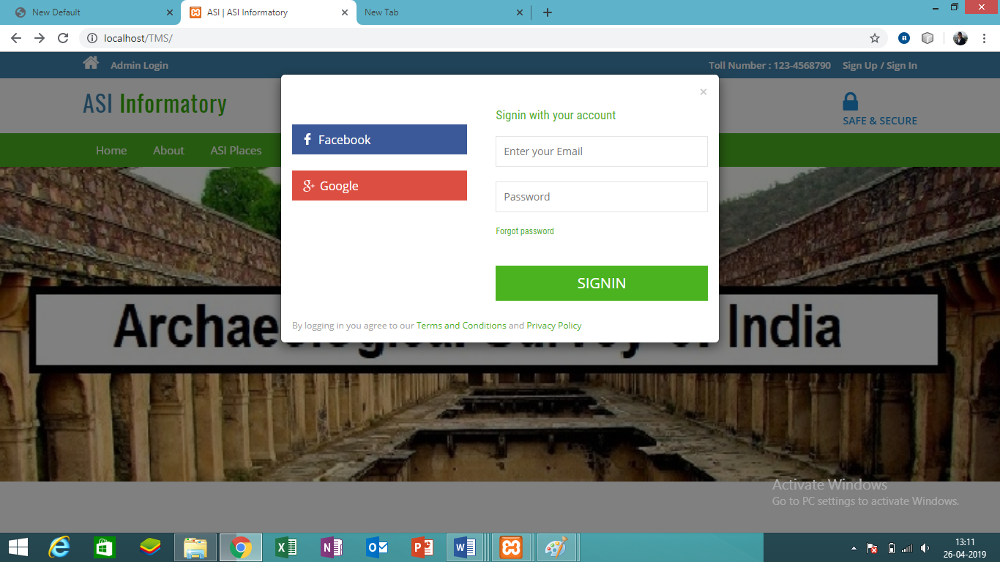 New Default
ASI | ASI Informatory
New Tab
localhost/TMS/
Admin Login
Toll Number : 123-4568790
Sign Up / Sign In
ASI Informatory
SAFE & SECURE
Home
About
ASI Places
Facebook
Google
Signin with your account
Enter your Email
Password
Forgot password
SIGNIN
By logging in you agree to our Terms and Conditions and Privacy Policy
Archaeological Survey of India
Activate Windows
Go to PC settings to activate Windows.
13:11
26-04-2019